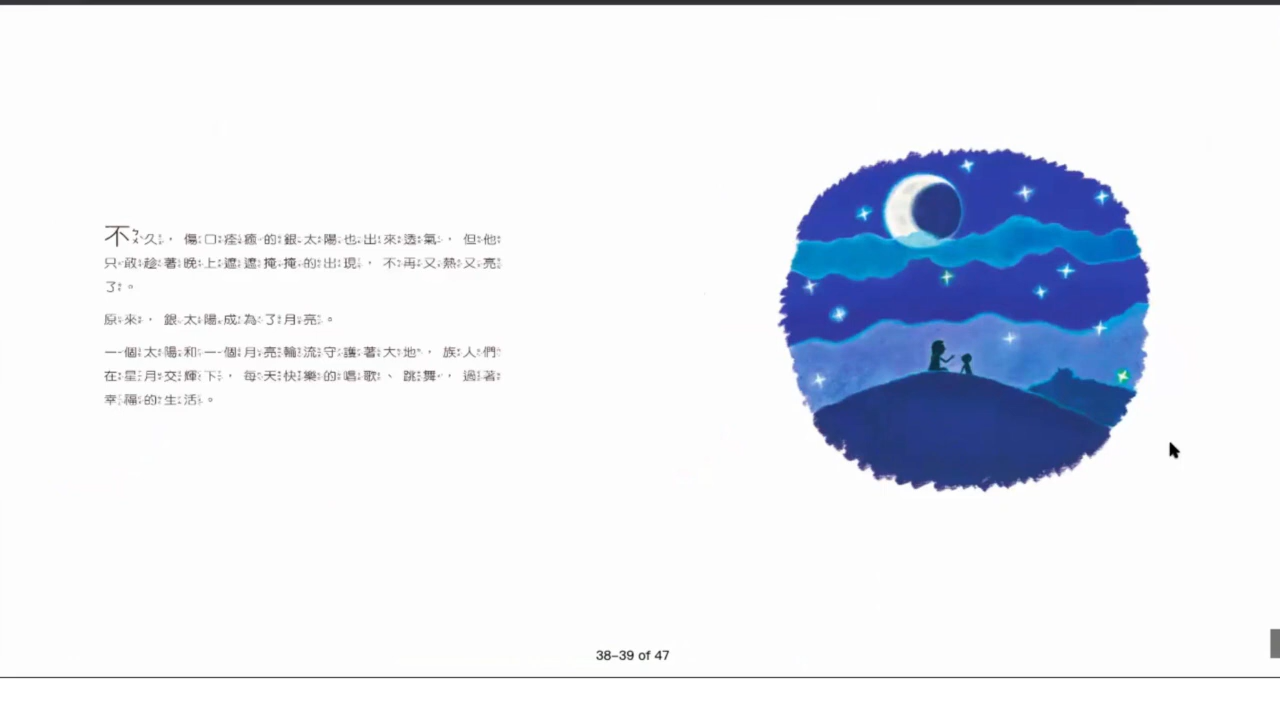 不久，傷口痊癒的銀太陽也出來透氣，但他
只敢趁著晚上遮遮掩掩的出現，不再又熱又亮
了。
原來，銀太陽成為了月亮。
一個太陽和一個月亮輪流守護著大地，族人們
在星月交輝下，每天快樂的唱歌、跳舞，過著
幸福的生活。
38–39 of 47